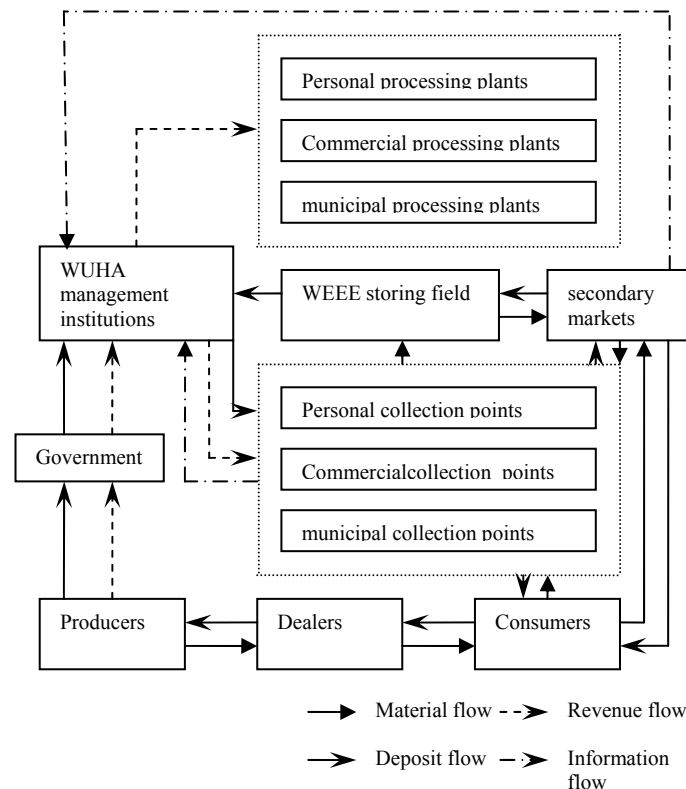 Personal processing plants
Commercial processing plants
municipal processing plants
WUHA
management
institutions
WEEE storing field
secondary
markets
Personal collection points
Commercialcollection points
municipal collection points
Government
Producers
Dealers
Consumers
Material flow
Revenue flow
Deposit flow
Information
flow